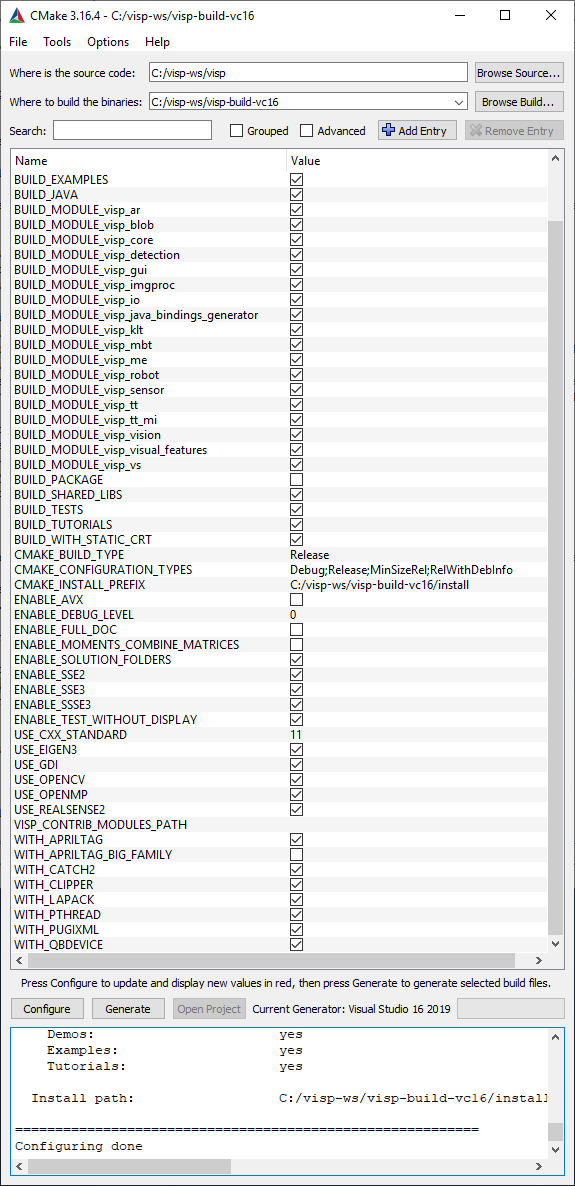 CMake 3.16.4 - C:/visp-ws/visp-build-vc16
File Tools Options Help
Where is the source code: C:/visp-ws/visp Browse Source...
Where to build the binaries: C:/visp-ws/visp-build-vc16 Browse Build...
Search: Grouped Advanced Add Entry Remove Entry
Name Value
BUILD_EXAMPLES
BUILD_JAVA
BUILD_MODULE_visp_ar
BUILD_MODULE_visp_blob
BUILD_MODULE_visp_core
BUILD_MODULE_visp_detection
BUILD_MODULE_visp_gui
BUILD_MODULE_visp_imgproc
BUILD_MODULE_visp_io
BUILD_MODULE_visp_java_bindings_generator
BUILD_MODULE_visp_klt
BUILD_MODULE_visp_mbt
BUILD_MODULE_visp_me
BUILD_MODULE_visp_robot
BUILD_MODULE_visp_sensor
BUILD_MODULE_visp_tt
BUILD_MODULE_visp_tt_mi
BUILD_MODULE_visp_vision
BUILD_MODULE_visp_visual_features
BUILD_MODULE_visp_vs
BUILD_PACKAGE
BUILD_SHARED_LIBS
BUILD_TESTS
BUILD_TUTORIALS
BUILD_WITH_STATIC_CRT
CMAKE_BUILD_TYPE Release
CMAKE_CONFIGURATION_TYPES Debug;Release;MinSizeRel;RelWithDebInfo
CMAKE_INSTALL_PREFIX C:/visp-ws/visp-build-vc16/install
ENABLE_AVX
ENABLE_DEBUG_LEVEL 0
ENABLE_FULL_DOC
ENABLE_MOMENTS_COMBINE_MATRICES
ENABLE_SOLUTION_FOLDERS
ENABLE_SSE2
ENABLE_SSE3
ENABLE_SSSE3
ENABLE_TEST_WITHOUT_DISPLAY
USE_CXX_STANDARD 11
USE_EIGEN3
USE_GDI
USE_OPENCV
USE_OPENMP
USE_REALSENSE2
VISP_CONTRIB_MODULES_PATH
WITH_APRILTAG
WITH_APRILTAG_BIG_FAMILY
WITH_CATCH2
WITH_CLIPPER
WITH_LAPACK
WITH_PTHREAD
WITH_PUGIXML
WITH_QBDEVICE
Press Configure to update and display new values in red, then press Generate to generate selected build files.
Configure Generate Open Project Current Generator: Visual Studio 16 2019
Demos: yes
Examples: yes
Tutorials: yes
Install path: C:/visp-ws/visp-build-vc16/install
==========================================================
Configuring done